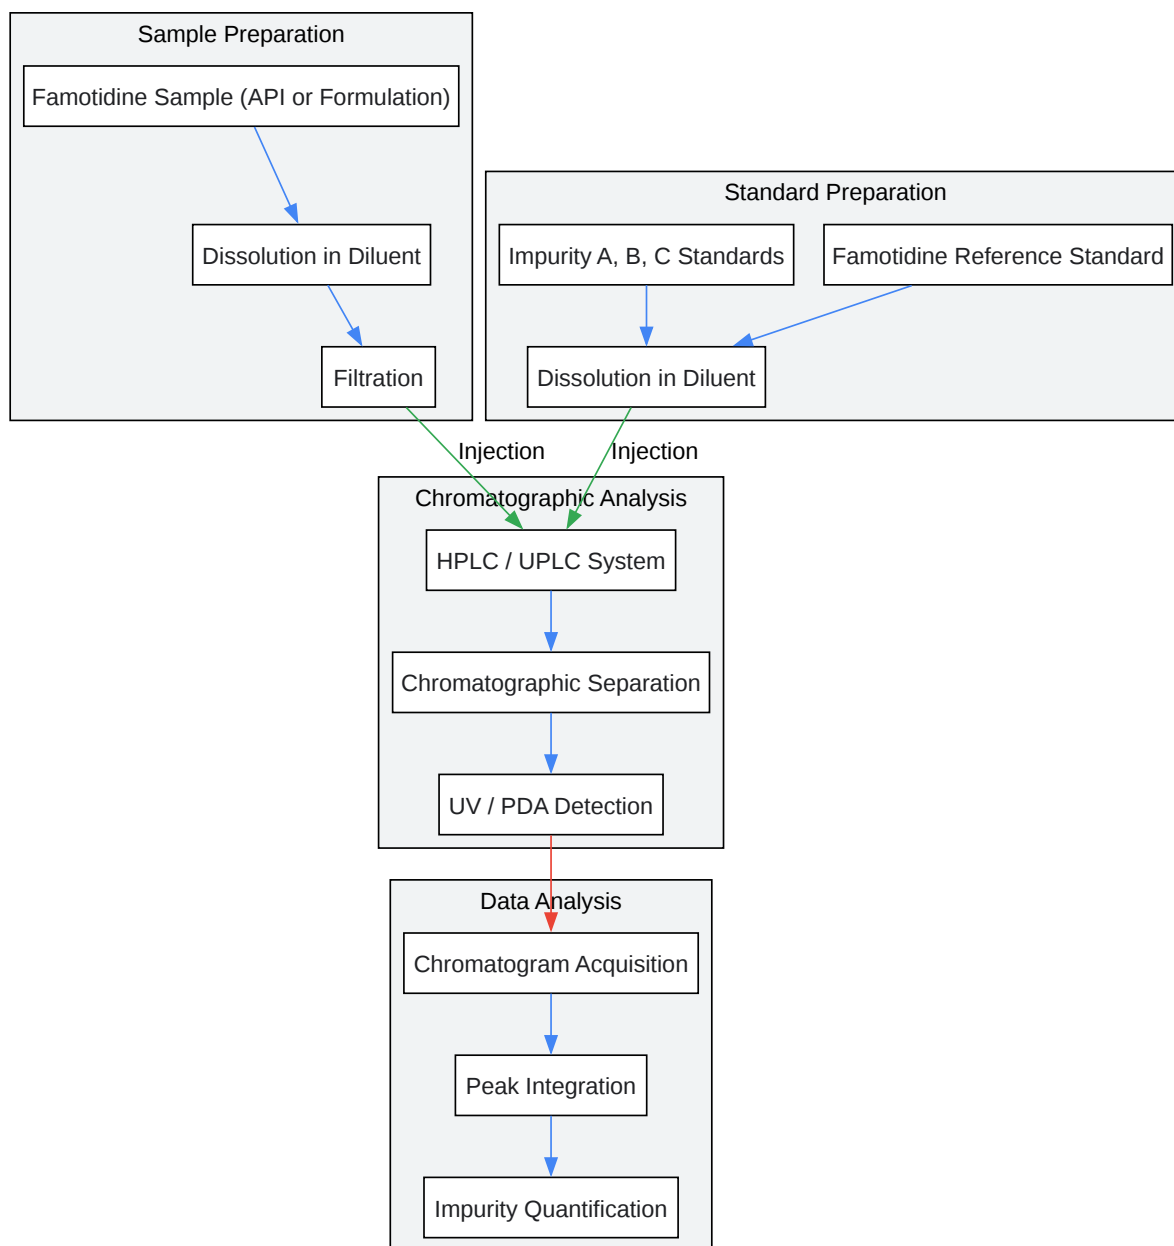 Sample Preparation
Famotidine Sample (API or Formulation)
Dissolution in Diluent
Filtration
Standard Preparation
Impurity A, B, C Standards
Famotidine Reference Standard
Dissolution in Diluent
Injection
Injection
Chromatographic Analysis
HPLC / UPLC System
Chromatographic Separation
UV / PDA Detection
Data Analysis
Chromatogram Acquisition
Peak Integration
Impurity Quantification